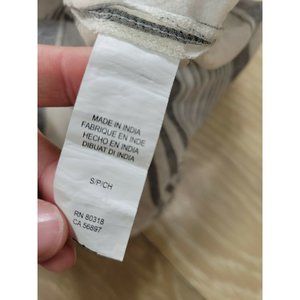 MADE IN INDIA
FABRIQUE EN INDE
HECHO EN INDIA
DIBUAT DI INDIA
S/P/CH
RN 80318
CA 56897